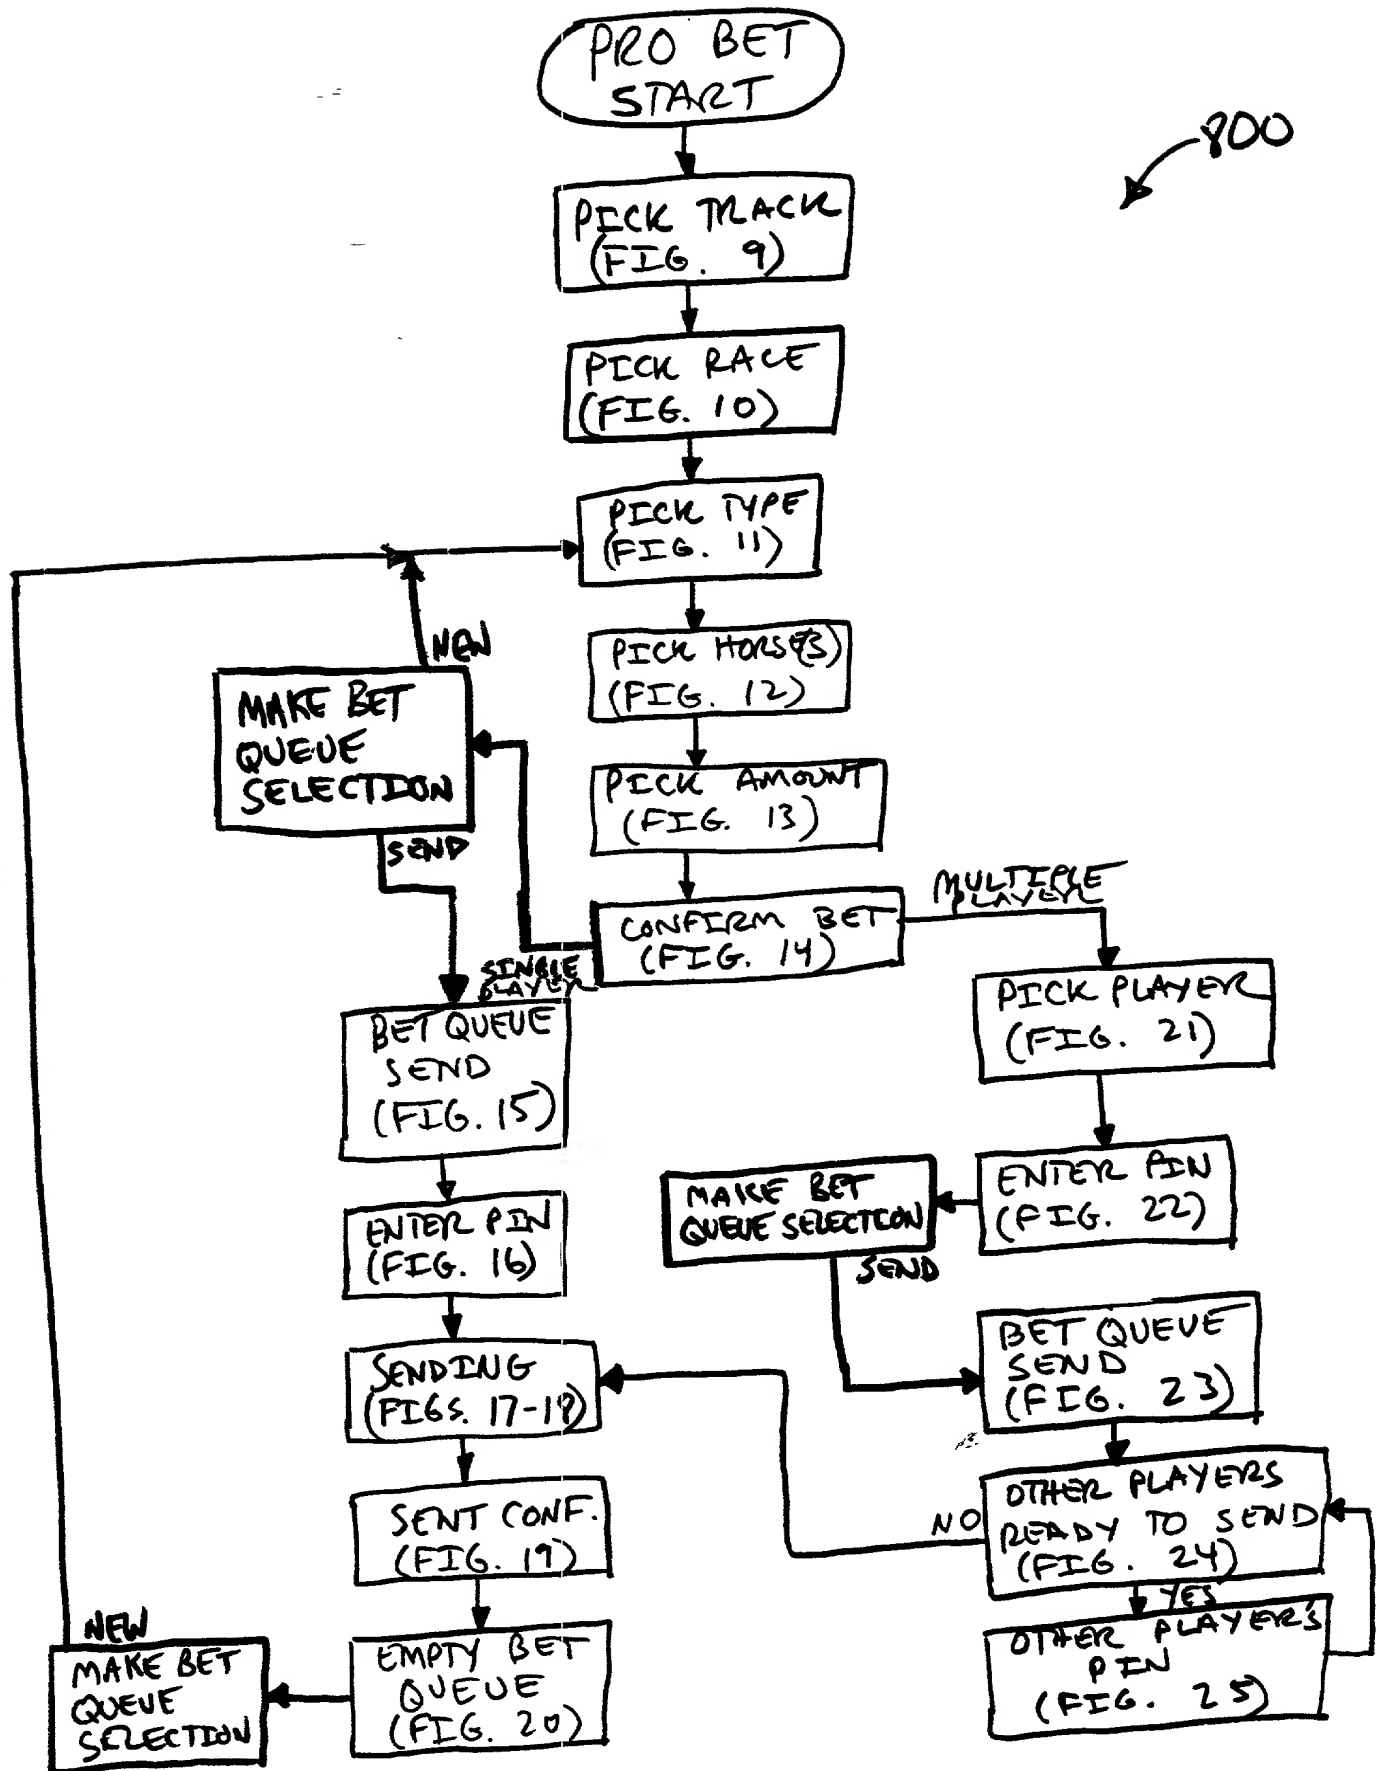 PRO BET
START
800
PICK TRACK
(FIG. 9)
PICK RACE
(FIG. 10)
PICK TYPE
(FIG. 11)
NEW
PICK HORSE(S)
(FIG. 12)
MAKE BET
QUEUE
SELECTION
SEND
PICK AMOUNT
(FIG. 13)
CONFIRM BET
(FIG. 14)
MULTIPLE
PLAYER
SINGLE
PLAYER
PICK PLAYER
(FIG. 21)
BET QUEUE
SEND
(FIG. 15)
ENTER PIN
(FIG. 22)
MAKE BET
QUEUE SELECTION
SEND
ENTER PIN
(FIG. 16)
BET QUEUE
SEND
(FIG. 23)
SENDING
(FIGS. 17-18)
OTHER PLAYERS
READY TO SEND
(FIG. 24)
NO
YES
SENT CONF.
(FIG. 19)
OTHER PLAYER'S
PIN
(FIG. 25)
EMPTY BET
QUEUE
(FIG. 20)
NEW
MAKE BET
QUEUE
SELECTION